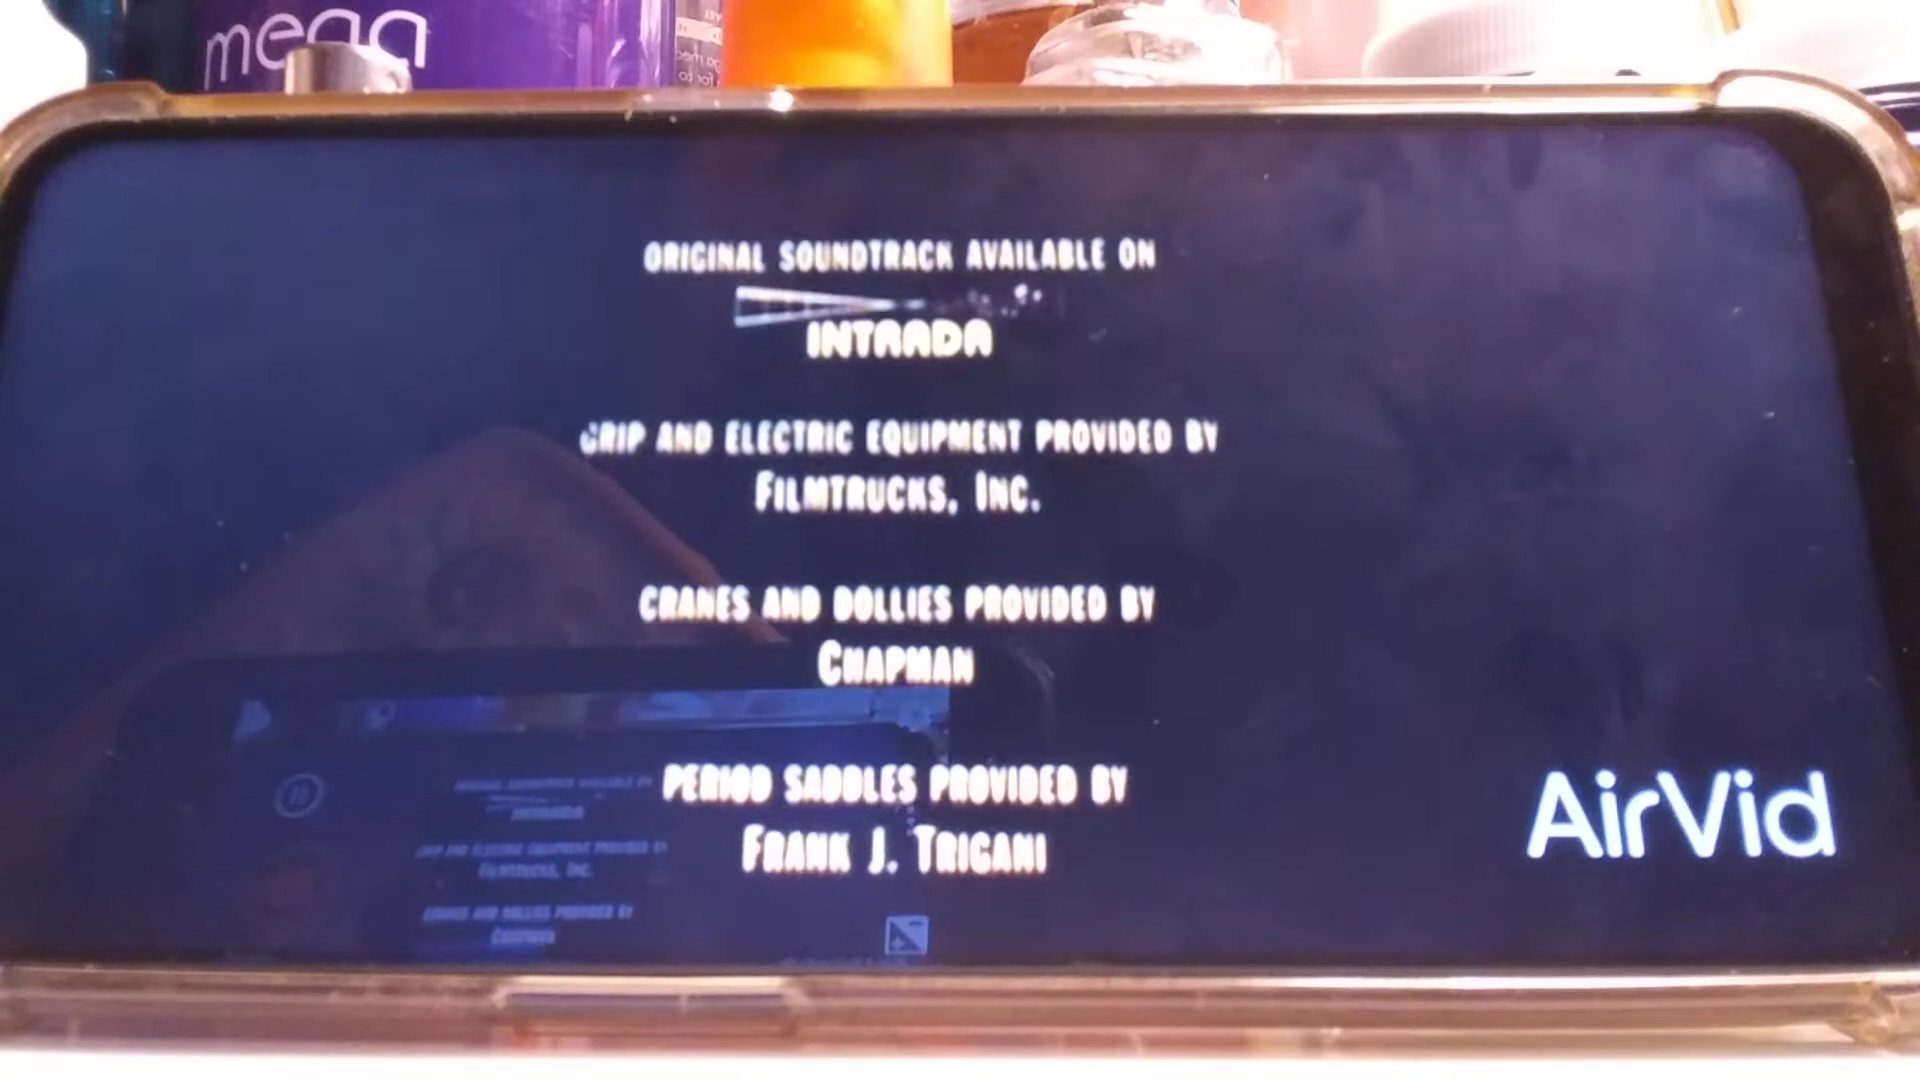 mega
ORIGINAL SOUNDTRACK AVAILABLE ON
INTRADA
GRIP AND ELECTRIC EQUIPMENT PROVIDED BY
FILMTRUCKS, INC.
CRANES AND DOLLIES PROVIDED BY
CHAPMAN
PERIOD SADDLES PROVIDED BY
FRANK J. TRIGANI
AirVid